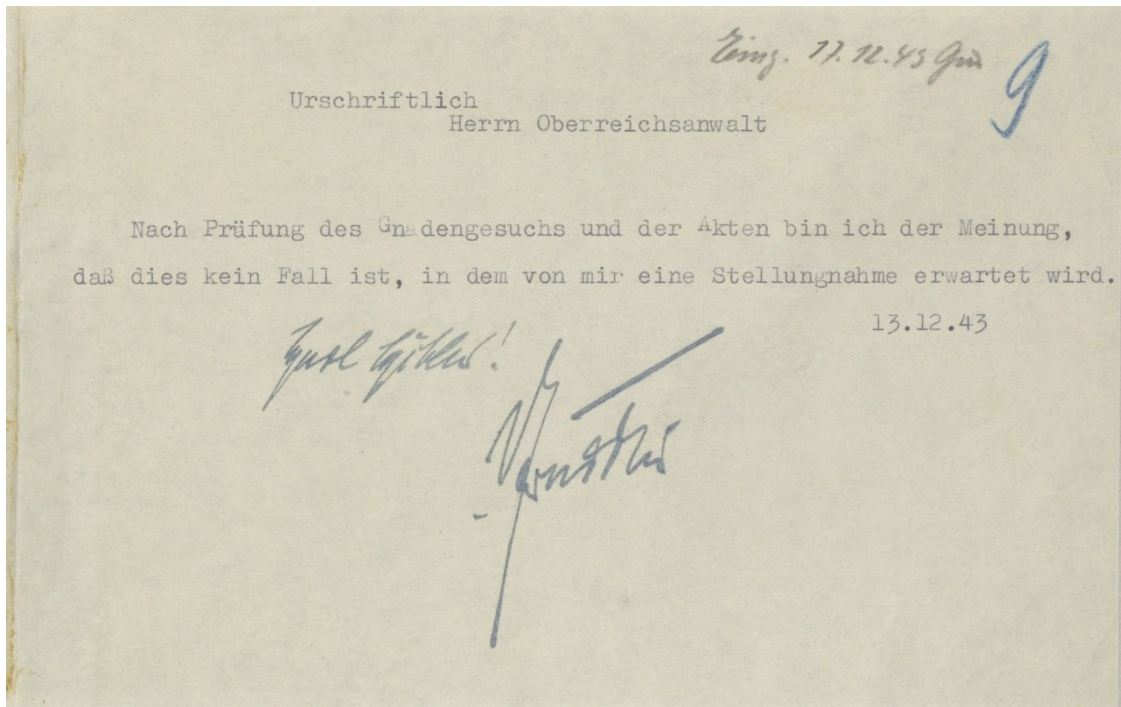 Eing. 17.12.43
9
Urschriftlich
Herrn Oberreichsanwalt
Nach Prüfung des Gnadengesuchs und der Akten bin ich der Meinung,
daß dies kein Fall ist, in dem von mir eine Stellungnahme erwartet wird.
13.12.43
Heil Hitler!